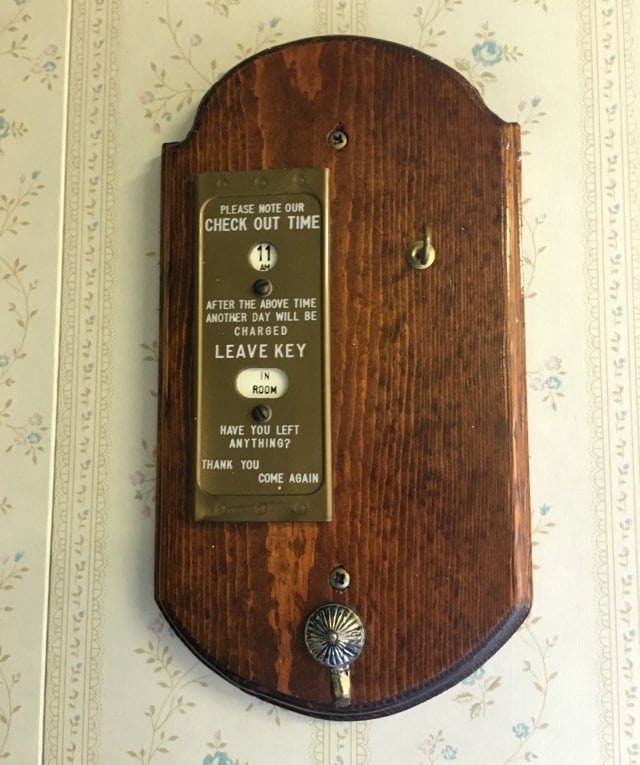 PLEASE NOTE OUR
CHECK OUT TIME
11
AM
AFTER THE ABOVE TIME
ANOTHER DAY WILL BE
CHARGED
LEAVE KEY
IN
ROOM
HAVE YOU LEFT
ANYTHING?
THANK YOU
COME AGAIN